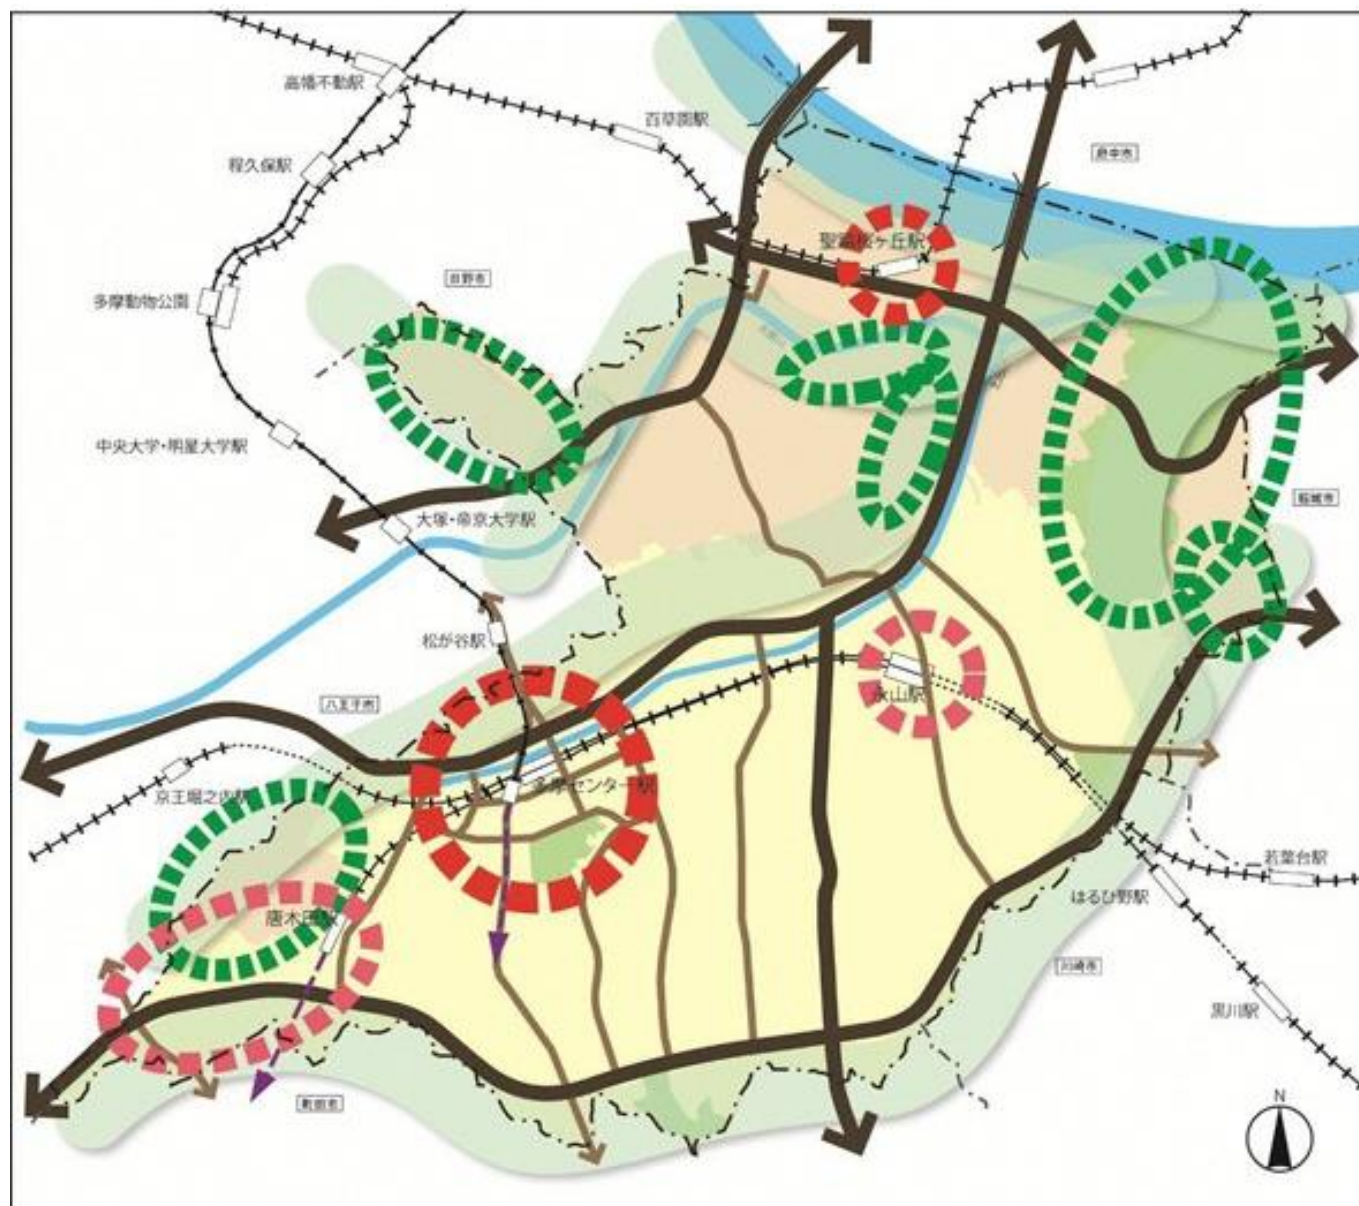 高幡不動駅
百草園駅
府中市
程久保駅
聖蹟桜ヶ丘駅
日野市
多摩動物公園
中央大学・明星大学駅
稲城市
大塚・帝京大学駅
松が谷駅
永山駅
八王子市
多摩センター駅
京王堀之内駅
若葉台駅
はるひ野駅
唐木田駅
川崎市
黒川駅
町田市
N